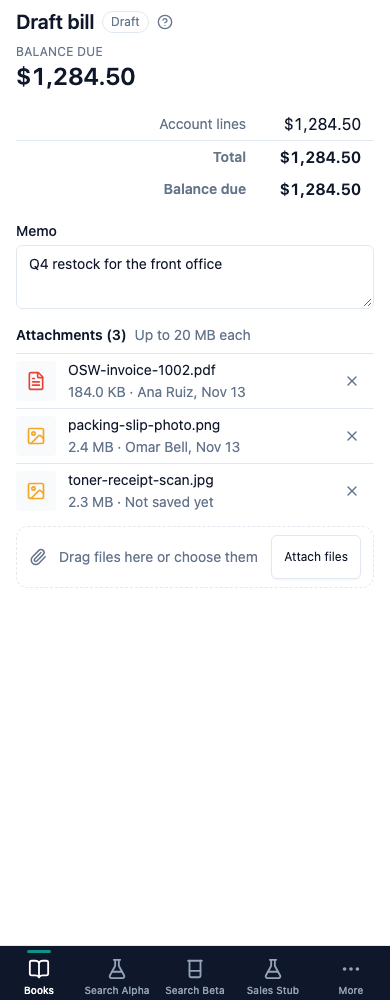 Draft bill Draft
BALANCE DUE
$1,284.50
Account lines $1,284.50
Total $1,284.50
Balance due $1,284.50
Memo
Q4 restock for the front office
Attachments (3) Up to 20 MB each
OSW-invoice-1002.pdf
184.0 KB · Ana Ruiz, Nov 13
packing-slip-photo.png
2.4 MB · Omar Bell, Nov 13
toner-receipt-scan.jpg
2.3 MB · Not saved yet
Drag files here or choose them Attach files
Books Search Alpha Search Beta Sales Stub More